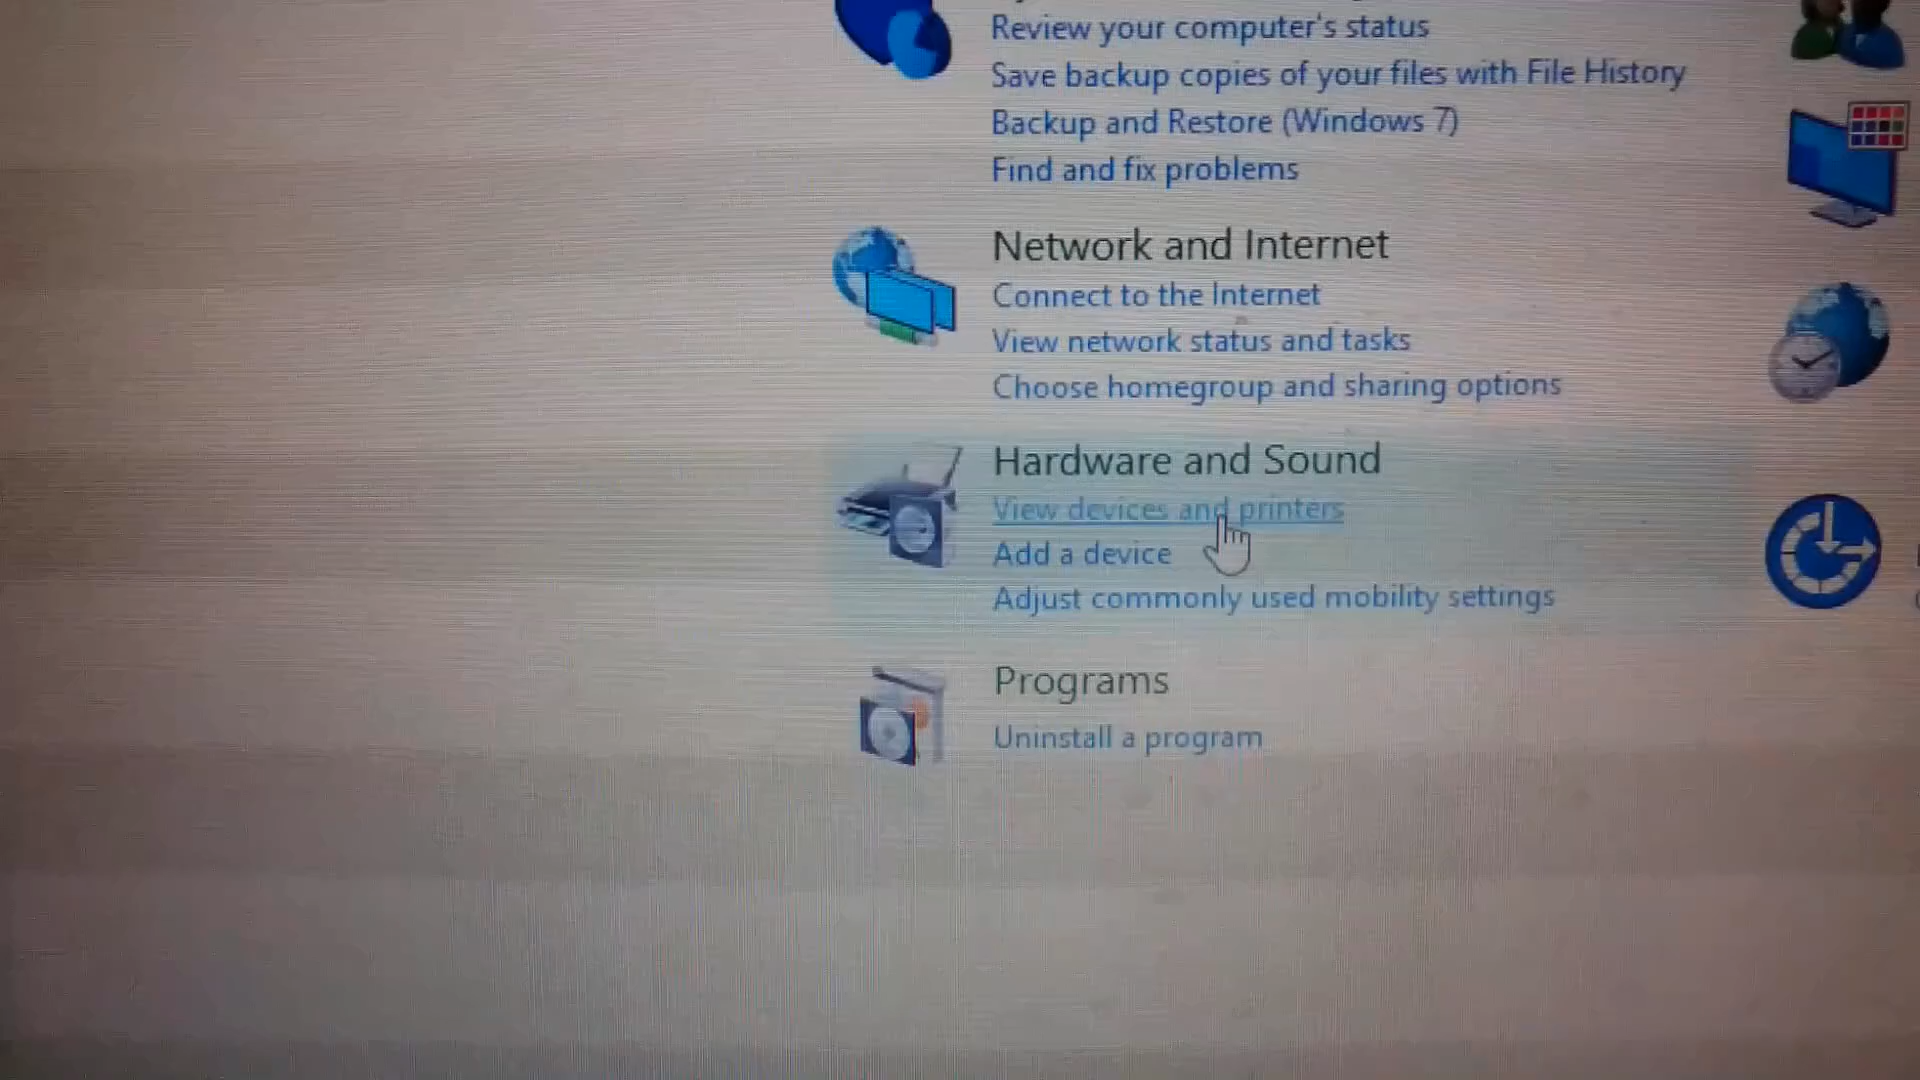 Review your computer's status
Save backup copies of your files with File History
Backup and Restore (Windows 7)
Find and fix problems
Network and Internet
Connect to the Internet
View network status and tasks
Choose homegroup and sharing options
Hardware and Sound
View devices and printers
Add a device
Adjust commonly used mobility settings
Programs
Uninstall a program